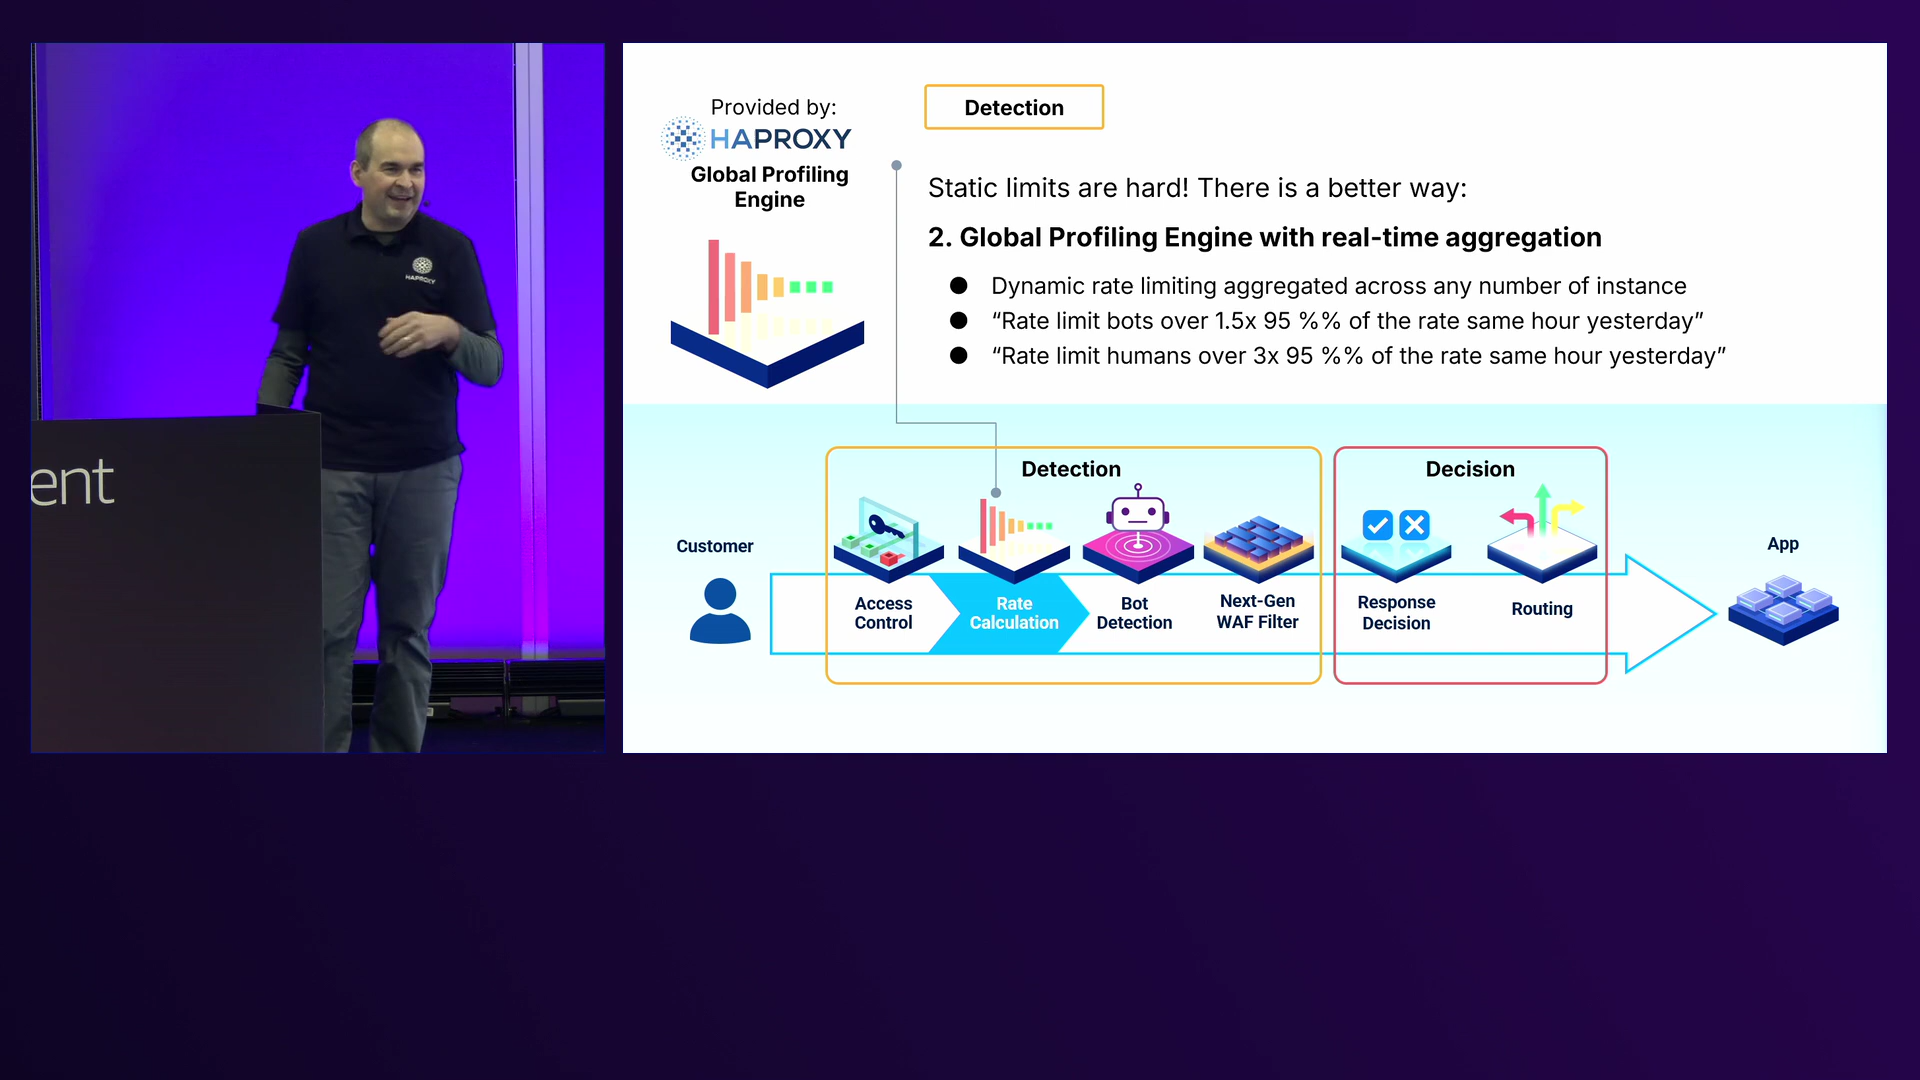 ent
HAPROXY
Provided by:
HAPROXY
Global Profiling
Engine
Detection
Static limits are hard! There is a better way:
2. Global Profiling Engine with real-time aggregation
● Dynamic rate limiting aggregated across any number of instance
● “Rate limit bots over 1.5x 95 %% of the rate same hour yesterday”
● “Rate limit humans over 3x 95 %% of the rate same hour yesterday”
Detection
Decision
Customer
App
Access
Control
Rate
Calculation
Bot
Detection
Next-Gen
WAF Filter
Response
Decision
Routing